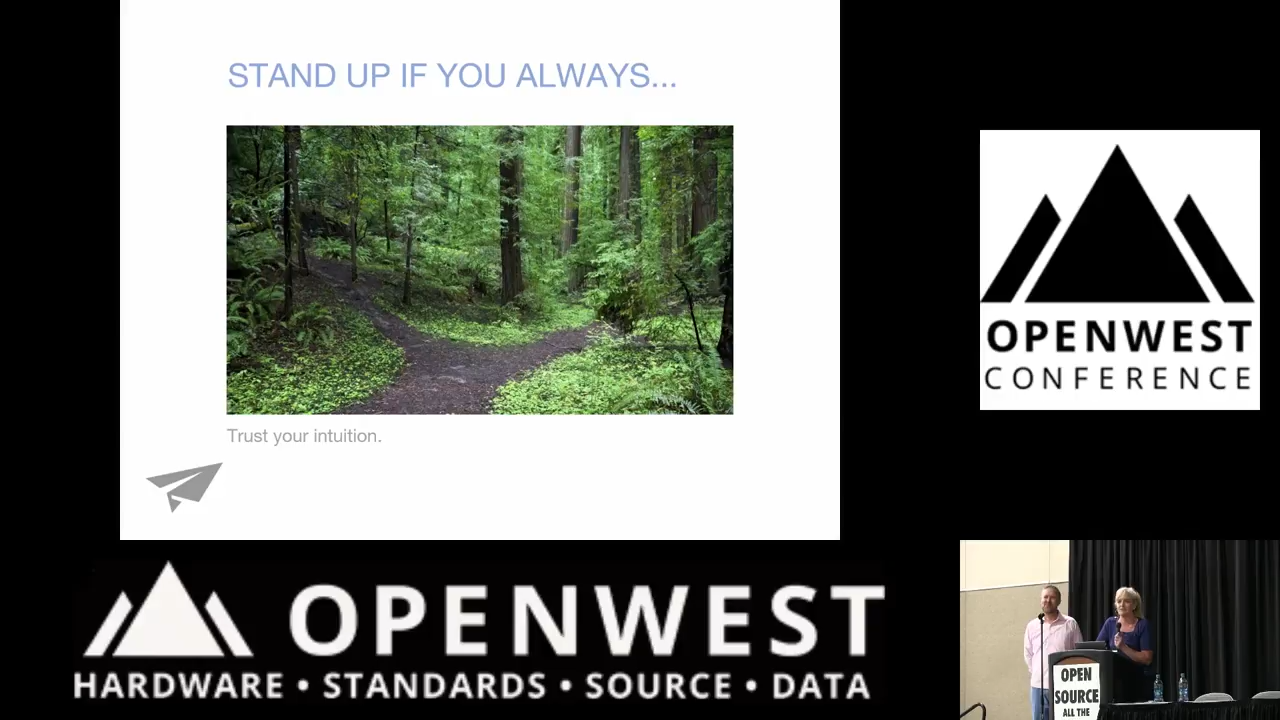 STAND UP IF YOU ALWAYS...
Trust your intuition.
OPENWEST
CONFERENCE
OPENWEST
HARDWARE • STANDARDS • SOURCE • DATA
OPEN
SOURCE
ALL THE